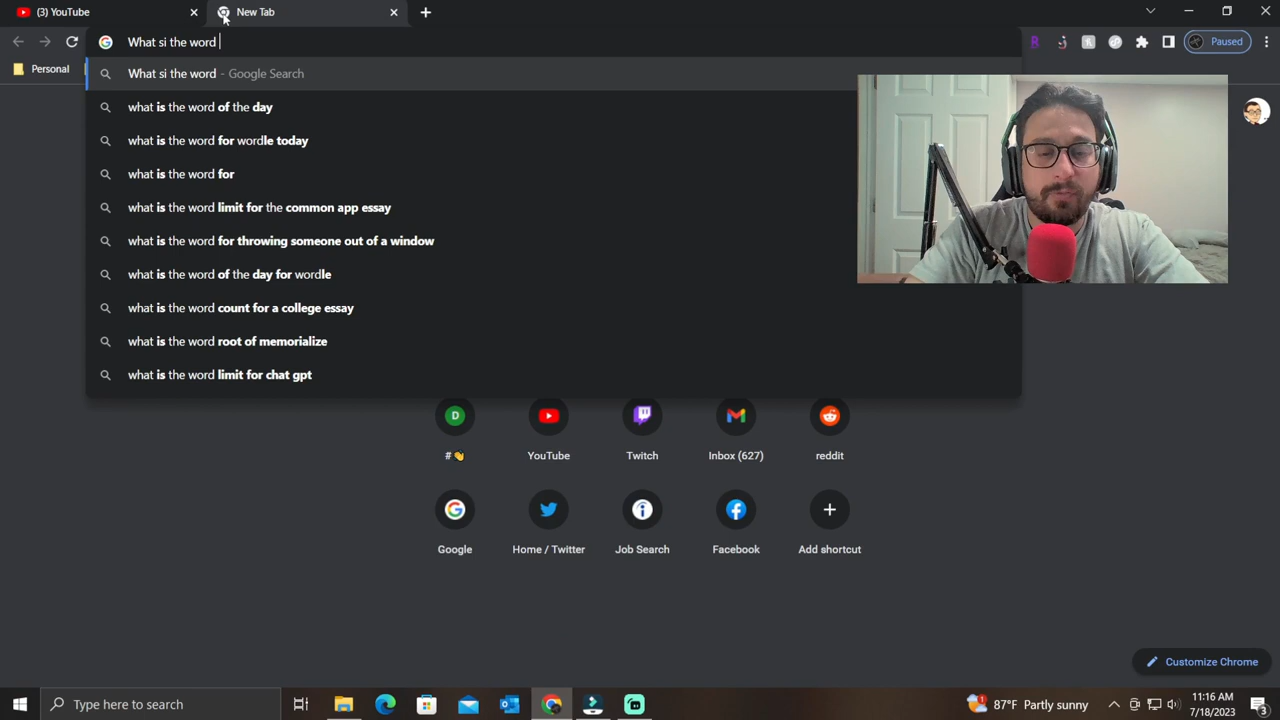 (3) YouTube
New Tab
What si the word
Paused
Personal
What si the word - Google Search
what is the word of the day
what is the word for wordle today
what is the word for
what is the word limit for the common app essay
what is the word for throwing someone out of a window
what is the word of the day for wordle
what is the word count for a college essay
what is the word root of memorialize
what is the word limit for chat gpt
D
# 👏
YouTube
Twitch
Inbox (627)
reddit
Google
Home / Twitter
Job Search
Facebook
Add shortcut
Customize Chrome
Type here to search
1
87°F Partly sunny
11:16 AM
7/18/2023
3